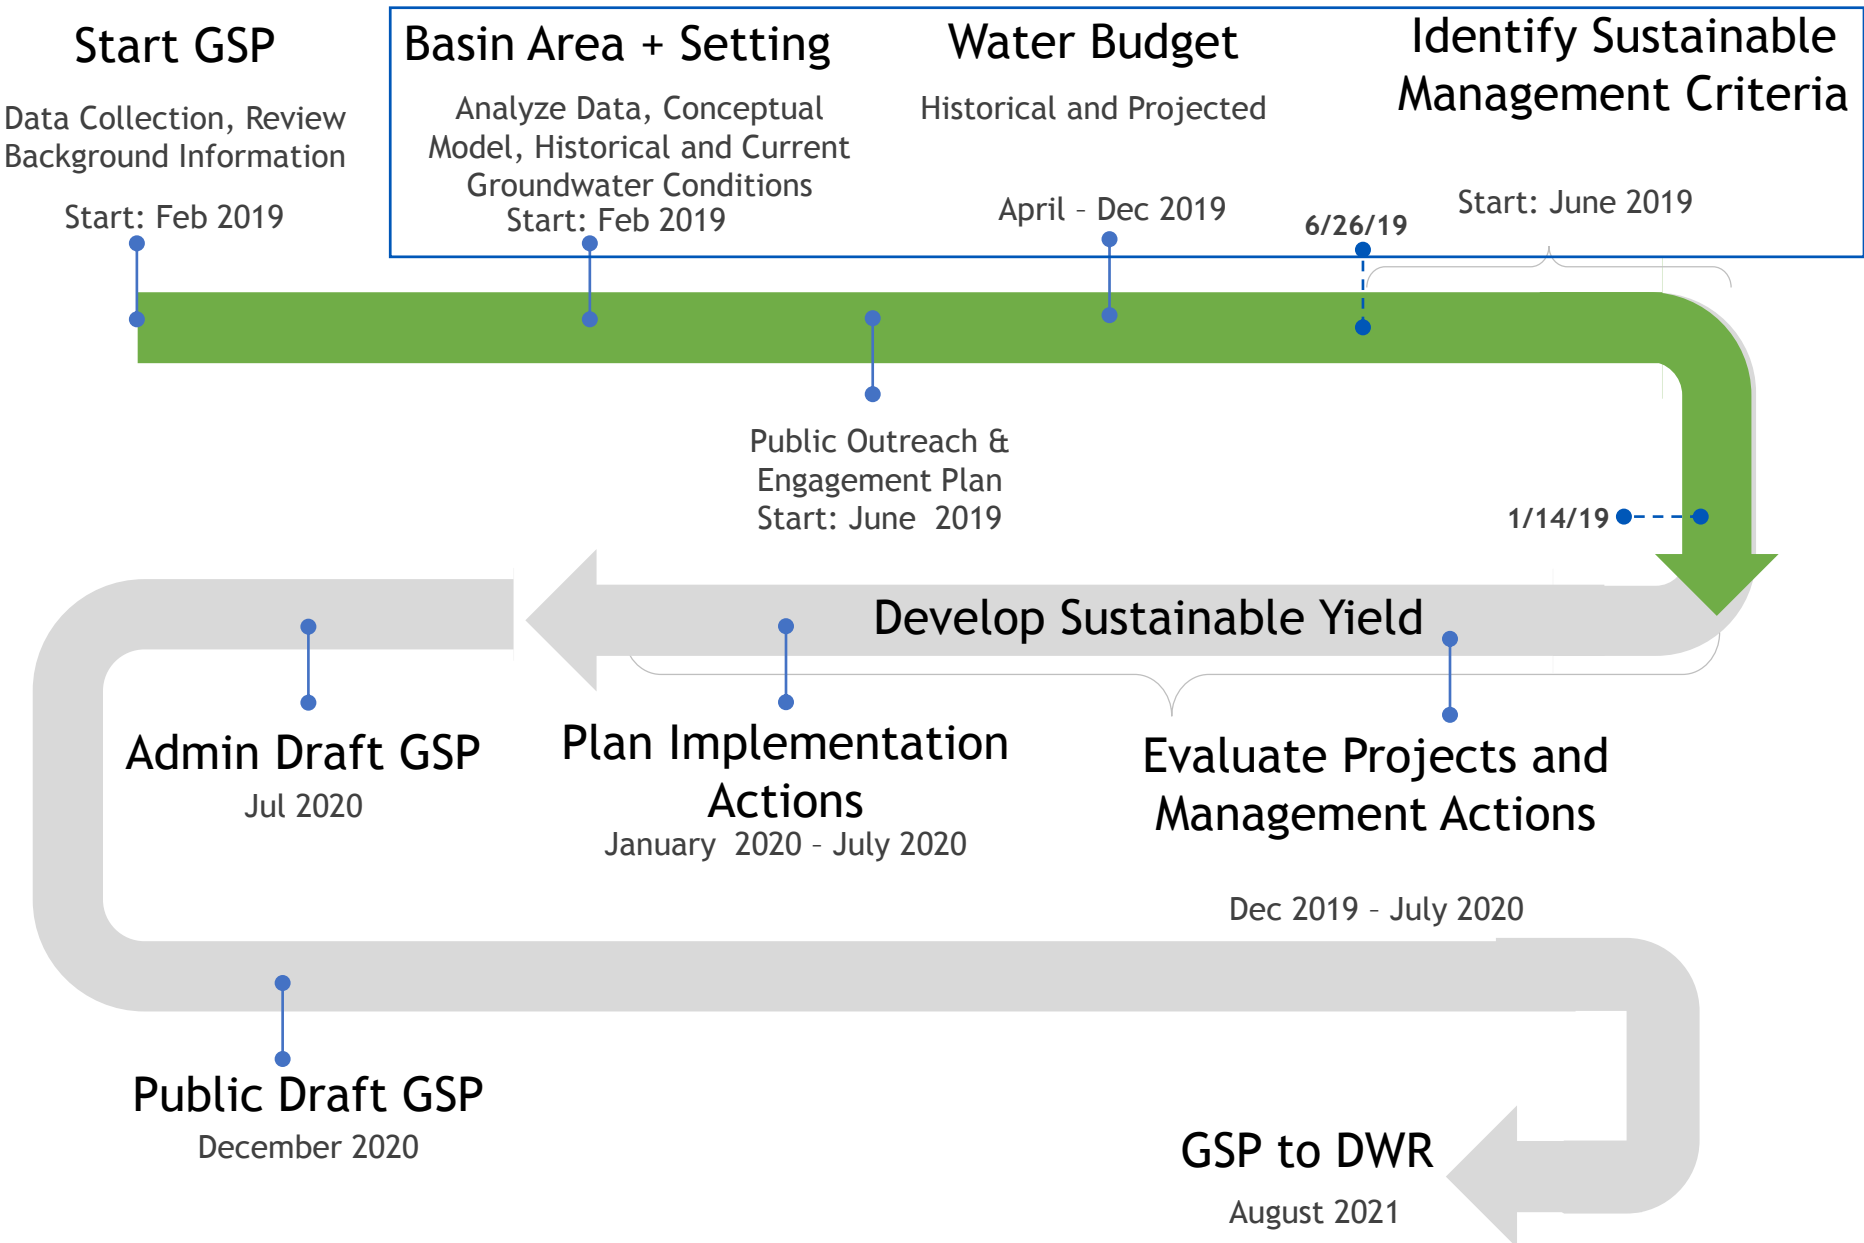 Start GSP
Data Collection, Review
Background Information
Start: Feb 2019
Basin Area + Setting
Analyze Data, Conceptual
Model, Historical and Current
Groundwater Conditions
Start: Feb 2019
Water Budget
Historical and Projected
April – Dec 2019
6/26/19
Identify Sustainable
Management Criteria
Start: June 2019
Public Outreach &
Engagement Plan
Start: June 2019
1/14/19
Develop Sustainable Yield
Admin Draft GSP
Jul 2020
Plan Implementation
Actions
January 2020 – July 2020
Evaluate Projects and
Management Actions
Dec 2019 – July 2020
Public Draft GSP
December 2020
GSP to DWR
August 2021